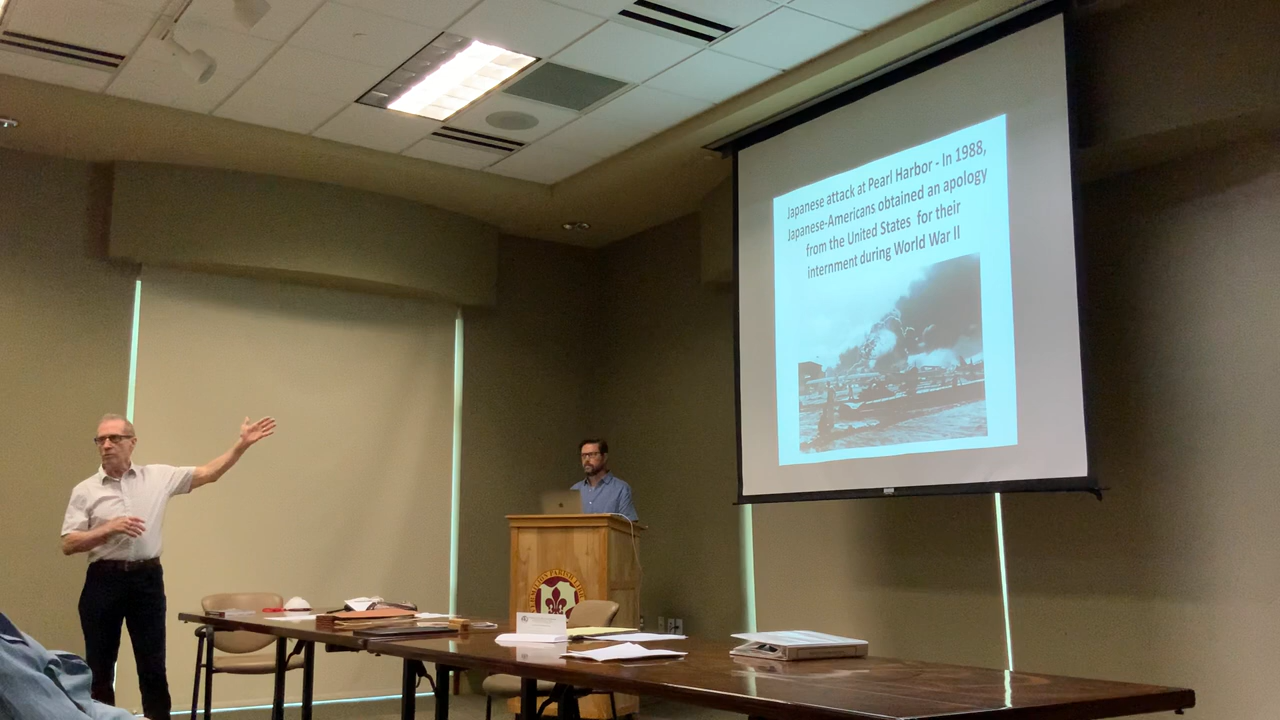 Japanese attack at Pearl Harbor - In 1988,
Japanese-Americans obtained an apology
from the United States for their
internment during World War II